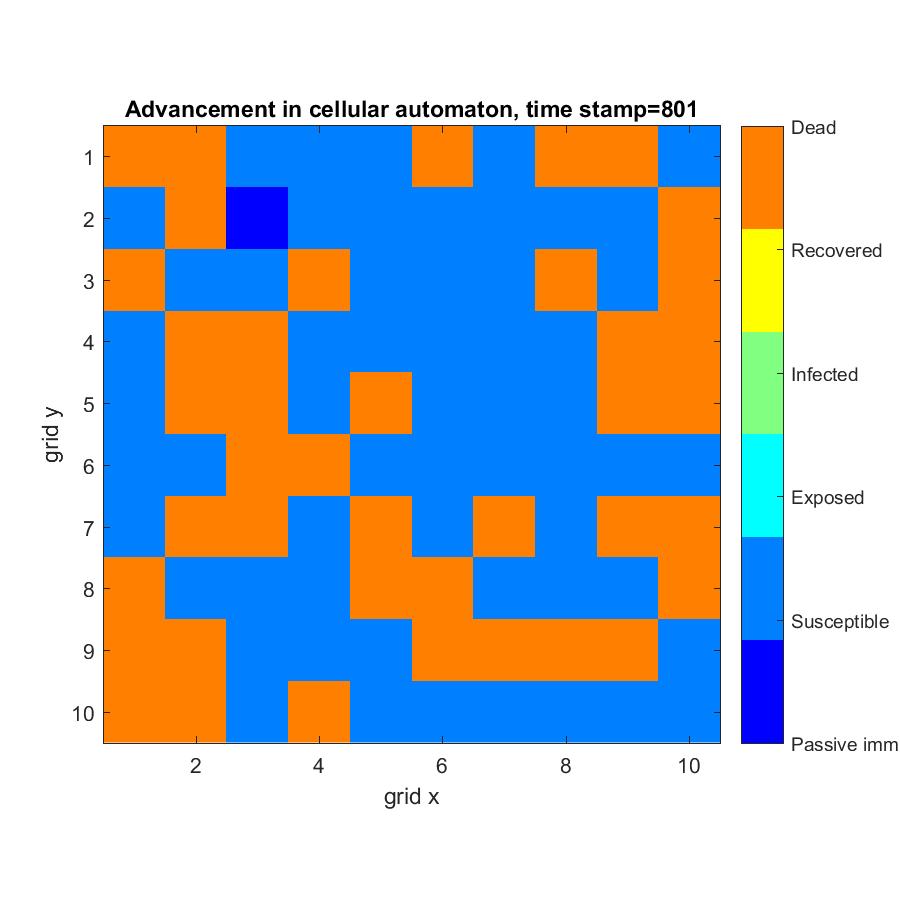 Advancement in cellular automaton, time stamp=801
1
2
3
4
5
6
7
8
9
10
grid y
2 4 6 8 10
grid x
Dead
Recovered
Infected
Exposed
Susceptible
Passive imm